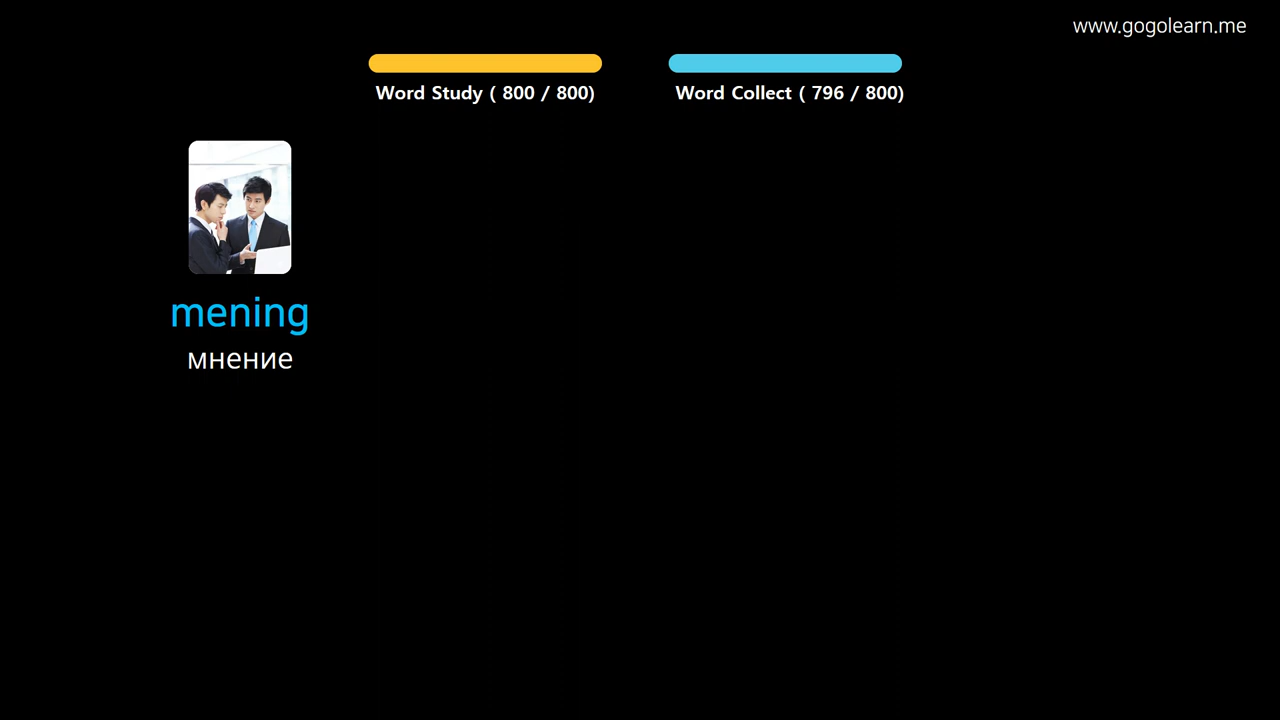 www.gogolearn.me
Word Study ( 800 / 800)
Word Collect ( 796 / 800)
mening
мнение